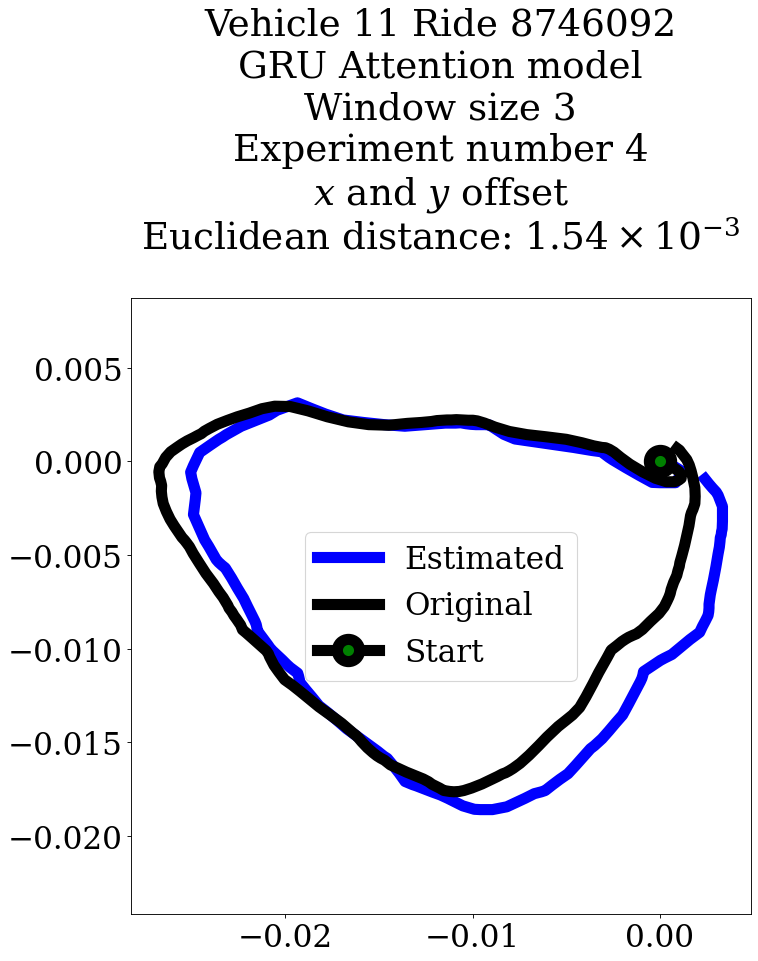 Vehicle 11 Ride 8746092
GRU Attention model
Window size 3
Experiment number 4
x and y offset
Euclidean distance: 1.54 × 10⁻³
0.005
0.000
−0.005
−0.010
−0.015
−0.020
Estimated
Original
Start
−0.02
−0.01
0.00